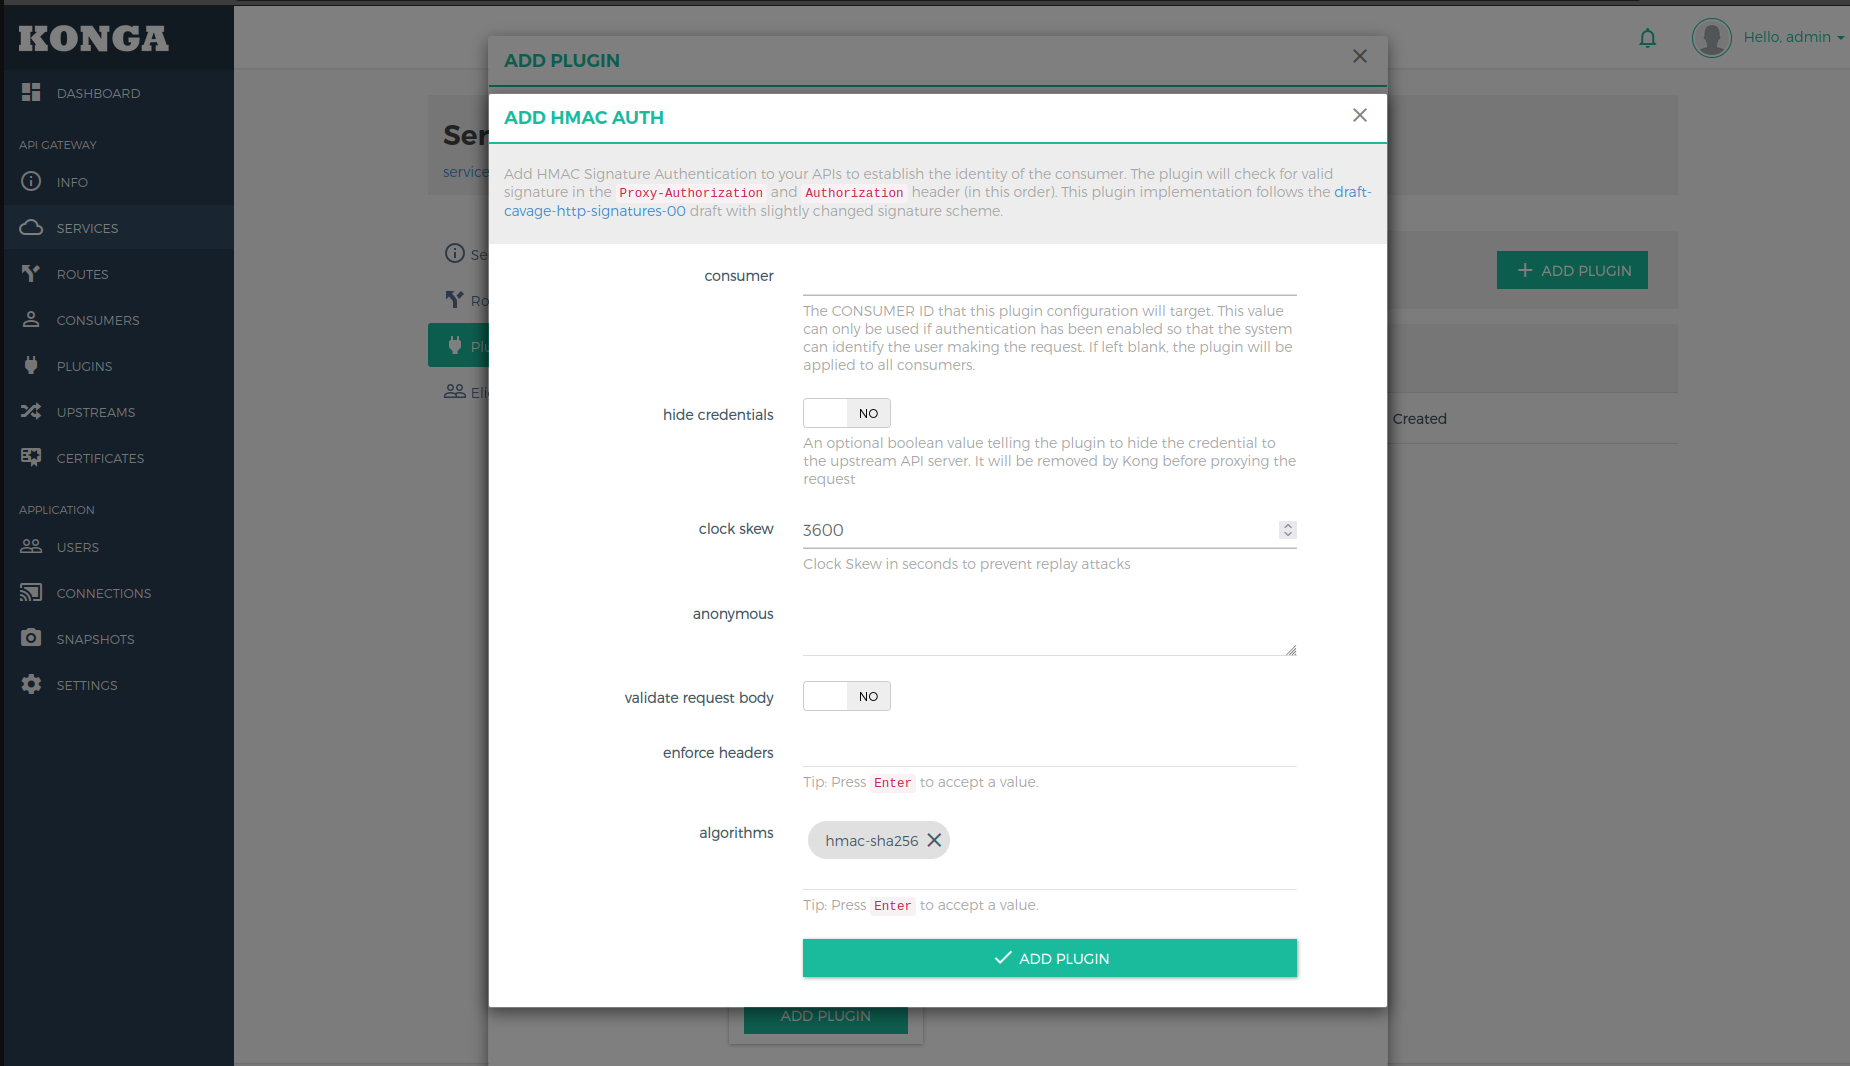 KONGA
DASHBOARD
API GATEWAY
INFO
SERVICES
ROUTES
CONSUMERS
PLUGINS
UPSTREAMS
CERTIFICATES
APPLICATION
USERS
CONNECTIONS
SNAPSHOTS
SETTINGS
Hello, admin
Ser
service
Se
Ro
Plu
Eli
ADD PLUGIN
Created
ADD PLUGIN
ADD HMAC AUTH
Add HMAC Signature Authentication to your APIs to establish the identity of the consumer. The plugin will check for valid
signature in the Proxy-Authorization and Authorization header (in this order). This plugin implementation follows the draft-
cavage-http-signatures-00 draft with slightly changed signature scheme.
consumer
The CONSUMER ID that this plugin configuration will target. This value
can only be used if authentication has been enabled so that the system
can identify the user making the request. If left blank, the plugin will be
applied to all consumers.
hide credentials
NO
An optional boolean value telling the plugin to hide the credential to
the upstream API server. It will be removed by Kong before proxying the
request
clock skew
3600
Clock Skew in seconds to prevent replay attacks
anonymous
validate request body
NO
enforce headers
Tip: Press Enter to accept a value.
algorithms
hmac-sha256
Tip: Press Enter to accept a value.
ADD PLUGIN
ADD PLUGIN